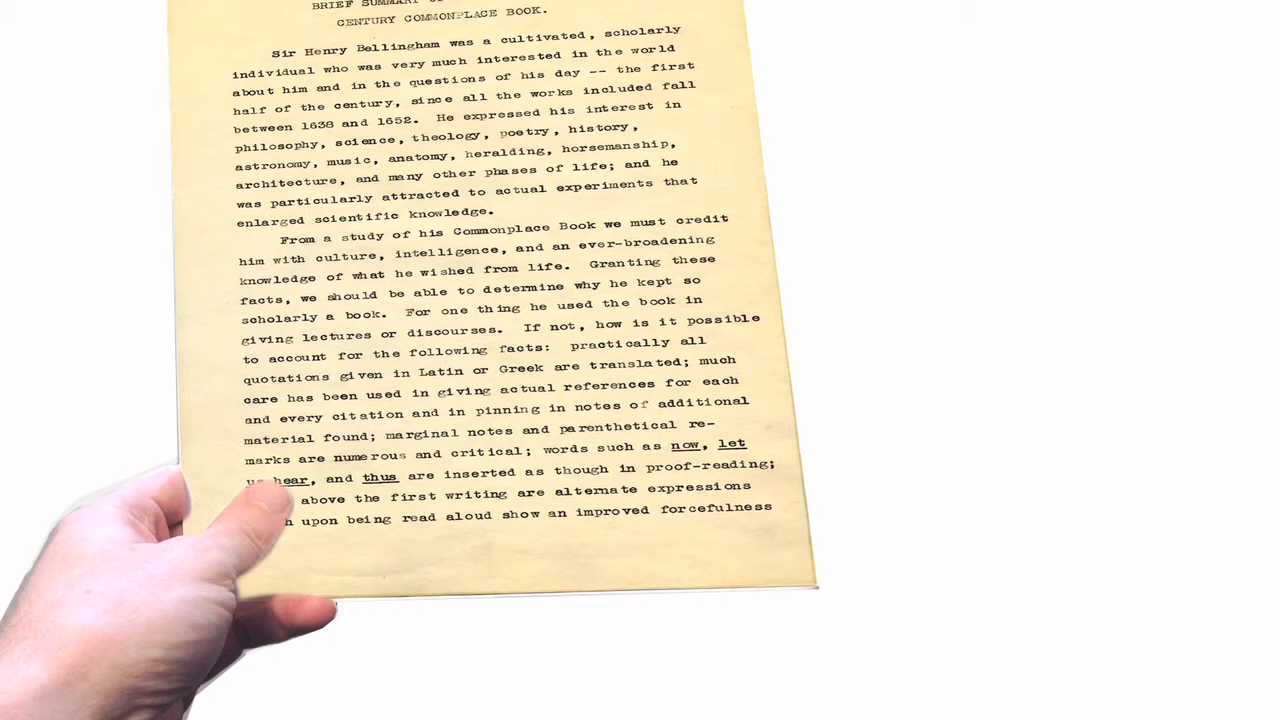 BRIEF SUMMARY
CENTURY COMMONPLACE BOOK.
Sir Henry Bellingham was a cultivated, scholarly
individual who was very much interested in the world
about him and in the questions of his day -- the first
half of the century, since all the works included fall
between 1638 and 1652. He expressed his interest in
philosophy, science, theology, poetry, history,
astronomy, music, anatomy, heralding, horsemanship,
architecture, and many other phases of life; and he
was particularly attracted to actual experiments that
enlarged scientific knowledge.
From a study of his Commonplace Book we must credit
him with culture, intelligence, and an ever-broadening
knowledge of what he wished from life. Granting these
facts, we should be able to determine why he kept so
scholarly a book. For one thing he used the book in
giving lectures or discourses. If not, how is it possible
to account for the following facts: practically all
quotations given in Latin or Greek are translated; much
care has been used in giving actual references for each
and every citation and in pinning in notes of additional
material found; marginal notes and parenthetical re-
marks are numerous and critical; words such as now, let
us hear, and thus are inserted as though in proof-reading;
above the first writing are alternate expressions
upon being read aloud show an improved forcefulness